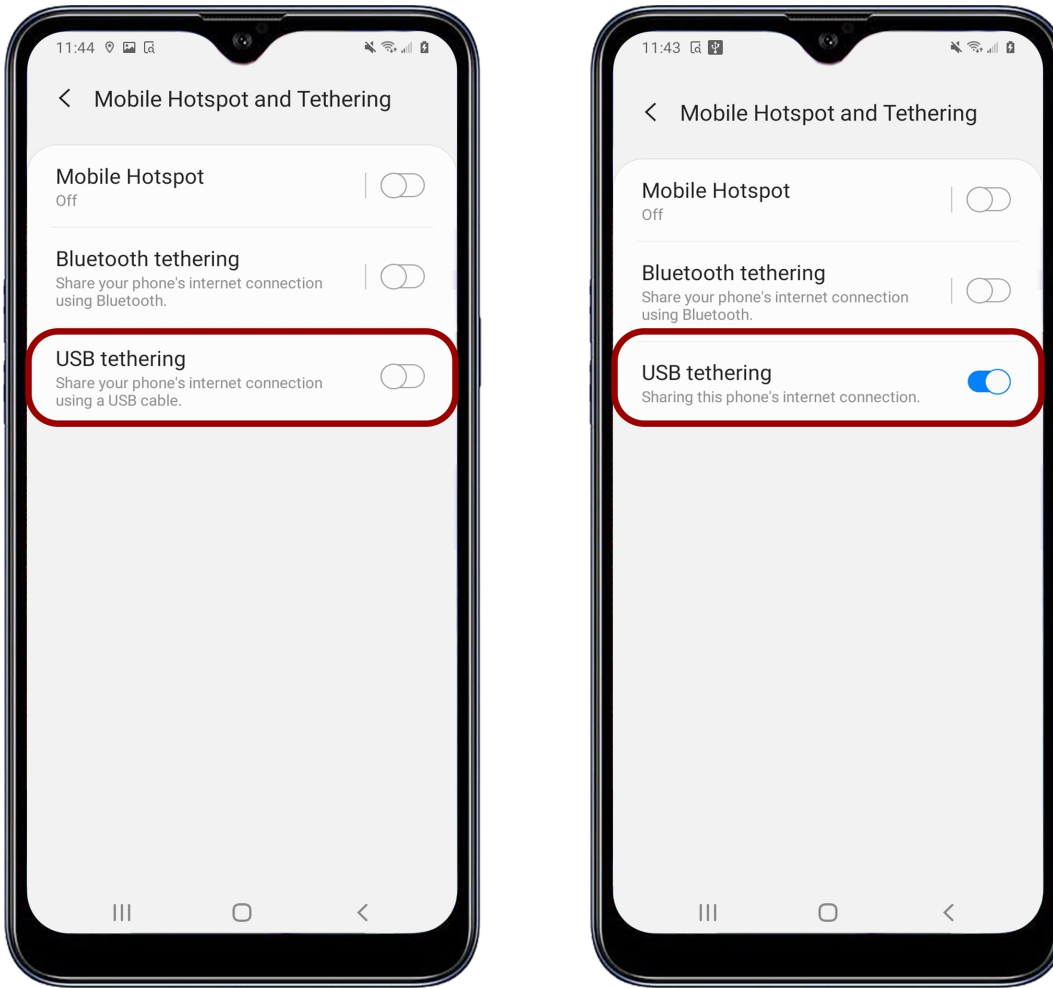 11:44
Mobile Hotspot and Tethering
Mobile Hotspot
Off
Bluetooth tethering
Share your phone's internet connection
using Bluetooth.
USB tethering
Share your phone's internet connection
using a USB cable.
11:43
Mobile Hotspot and Tethering
Mobile Hotspot
Off
Bluetooth tethering
Share your phone's internet connection
using Bluetooth.
USB tethering
Sharing this phone's internet connection.